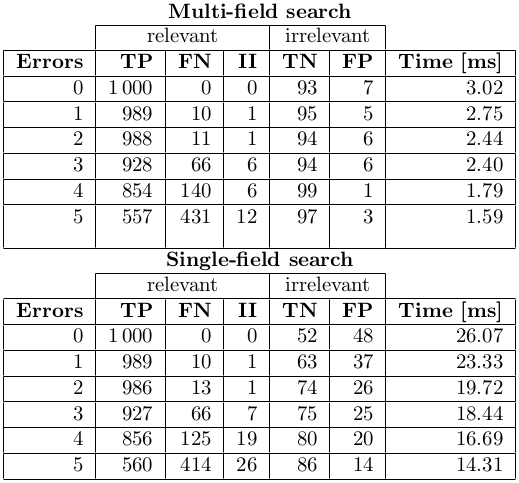 Multi-field search
relevant irrelevant
Errors TP FN II TN FP Time [ms]
0 1 000 0 0 93 7 3.02
1 989 10 1 95 5 2.75
2 988 11 1 94 6 2.44
3 928 66 6 94 6 2.40
4 854 140 6 99 1 1.79
5 557 431 12 97 3 1.59
Single-field search
relevant irrelevant
Errors TP FN II TN FP Time [ms]
0 1 000 0 0 52 48 26.07
1 989 10 1 63 37 23.33
2 986 13 1 74 26 19.72
3 927 66 7 75 25 18.44
4 856 125 19 80 20 16.69
5 560 414 26 86 14 14.31